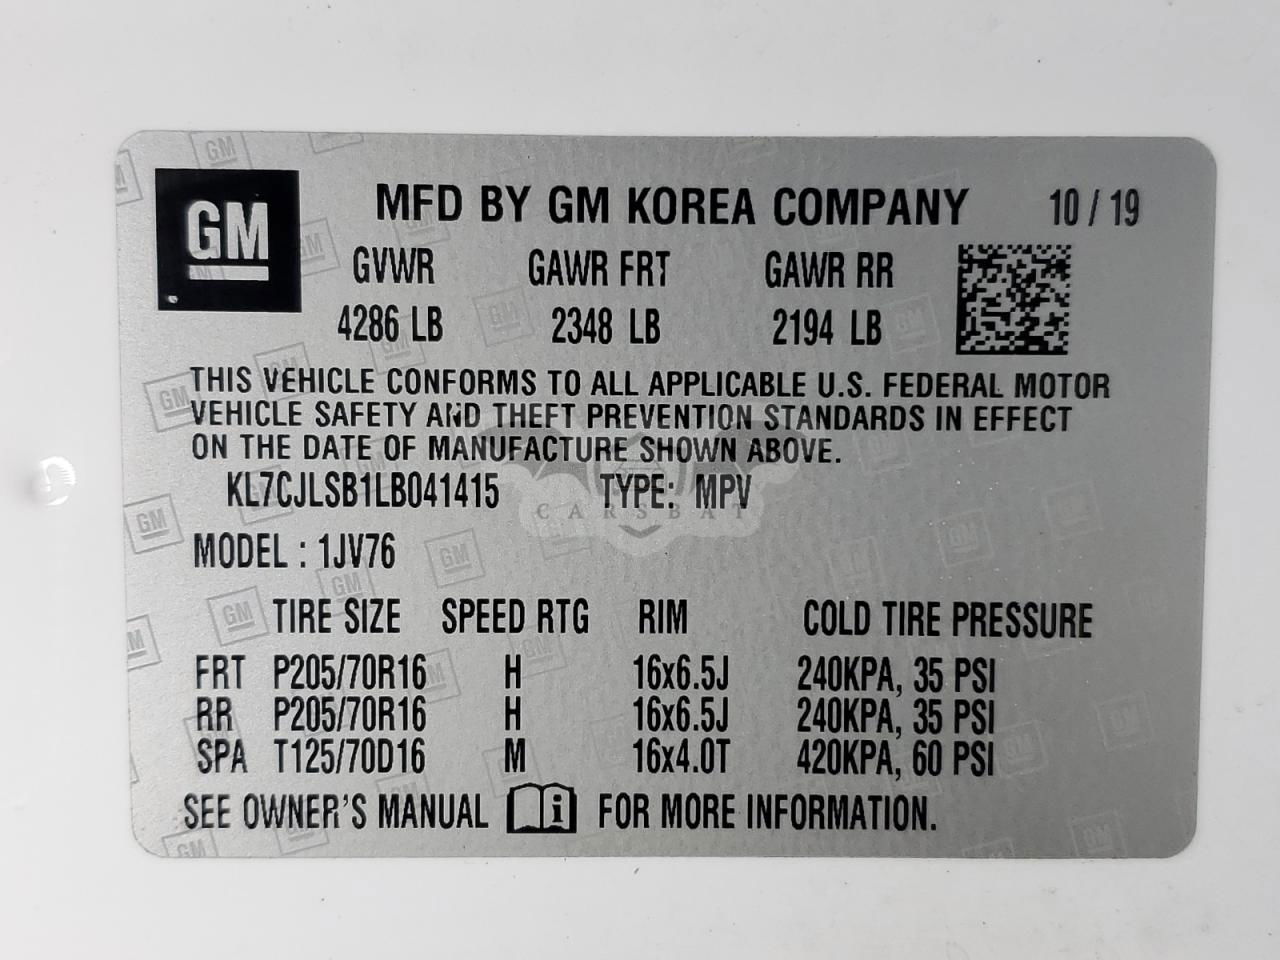 GM
MFD BY GM KOREA COMPANY 10 / 19
GVWR GAWR FRT GAWR RR
4286 LB 2348 LB 2194 LB
THIS VEHICLE CONFORMS TO ALL APPLICABLE U.S. FEDERAL MOTOR
VEHICLE SAFETY AND THEFT PREVENTION STANDARDS IN EFFECT
ON THE DATE OF MANUFACTURE SHOWN ABOVE.
KL7CJLSB1LB041415 TYPE: MPV
CARSBAT
MODEL : 1JV76
TIRE SIZE SPEED RTG RIM COLD TIRE PRESSURE
FRT P205/70R16 H 16x6.5J 240KPA, 35 PSI
RR P205/70R16 H 16x6.5J 240KPA, 35 PSI
SPA T125/70D16 M 16x4.0T 420KPA, 60 PSI
SEE OWNER'S MANUAL i FOR MORE INFORMATION.